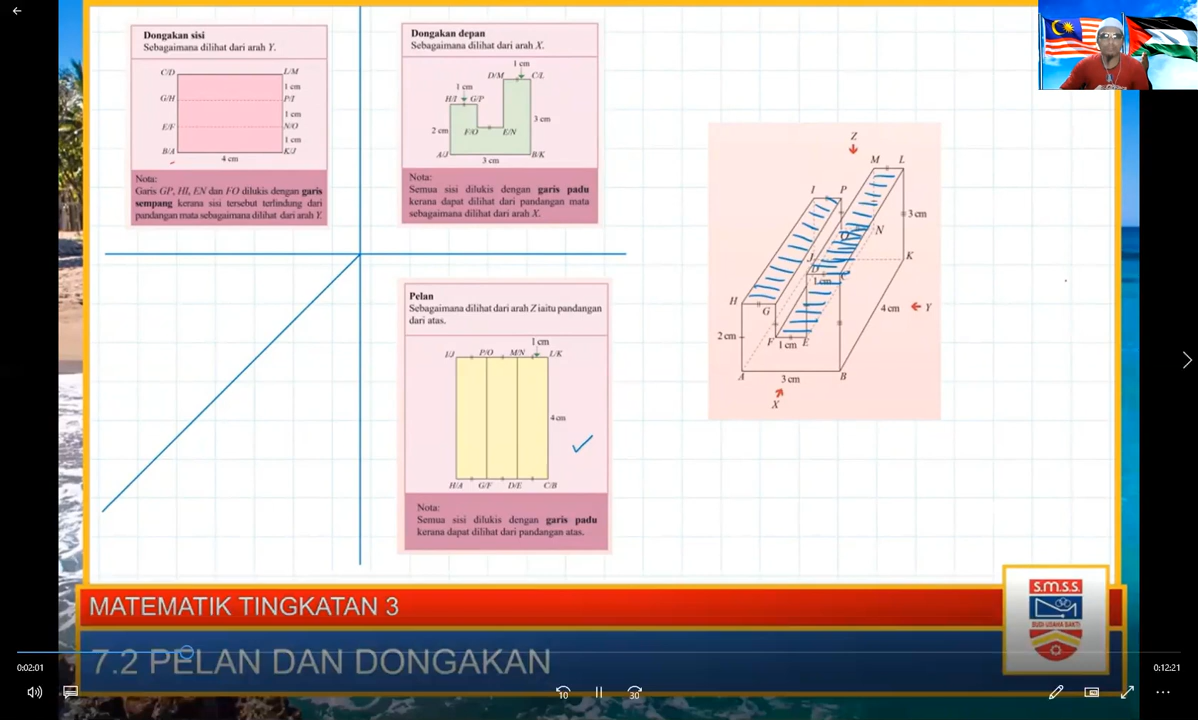 Dongakan sisi
Sebagaimana dilihat dari arah Y.
C/D
L/M
1 cm
G/H
P/I
1 cm
E/F
N/O
1 cm
B/A
K/J
4 cm
Nota:
Garis GP, HI, EN dan FO dilukis dengan garis
sempang kerana sisi tersebut terlindung dari
pandangan mata sebagaimana dilihat dari arah Y.
Dongakan depan
Sebagaimana dilihat dari arah X.
1 cm
D/M
C/L
1 cm
H/I
G/P
3 cm
2 cm
F/O
E/N
A/J
B/K
3 cm
Nota:
Semua sisi dilukis dengan garis padu
kerana dapat dilihat dari pandangan mata
sebagaimana dilihat dari arah X.
Pelan
Sebagaimana dilihat dari arah Z iaitu pandangan
dari atas.
1 cm
I/J
P/O
M/N
L/K
4 cm
H/A
G/F
D/E
C/B
Nota:
Semua sisi dilukis dengan garis padu
kerana dapat dilihat dari pandangan atas.
Z
M
L
I
P
3 cm
O
N
J
K
D
C
1 cm
H
G
4 cm
Y
2 cm
F
1 cm
E
A
B
3 cm
X
S.M.S.S.
BUDI USAHA BAKTI
MATEMATIK TINGKATAN 3
7.2 PELAN DAN DONGAKAN
0:02:01
0:12:21
10
30